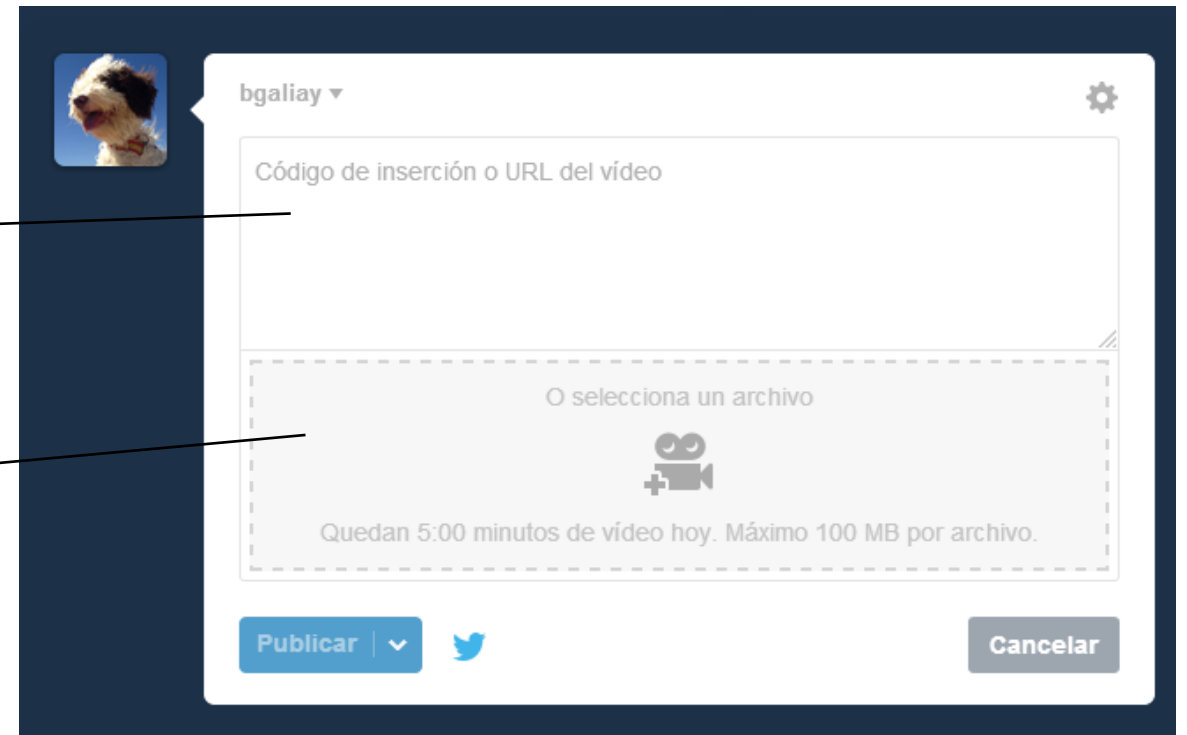 bgaliay
Código de inserción o URL del vídeo
O selecciona un archivo
Quedan 5:00 minutos de vídeo hoy. Máximo 100 MB por archivo.
Publicar
Cancelar